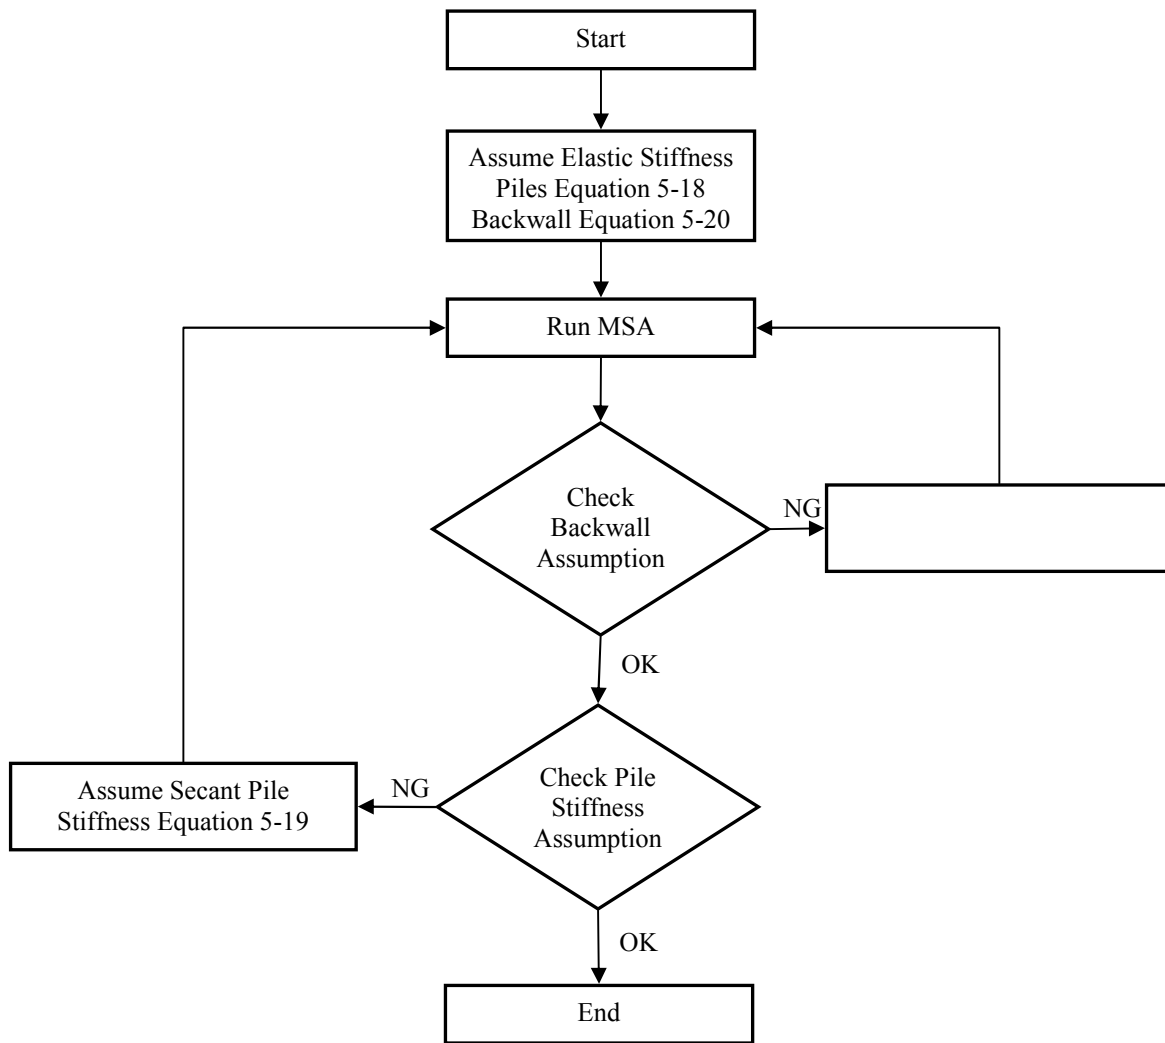 Start
Assume Elastic Stiffness
Piles Equation 5-18
Backwall Equation 5-20
Run MSA
Check
Backwall
Assumption
NG
OK
Check Pile
Stiffness
Assumption
NG
Assume Secant Pile
Stiffness Equation 5-19
OK
End